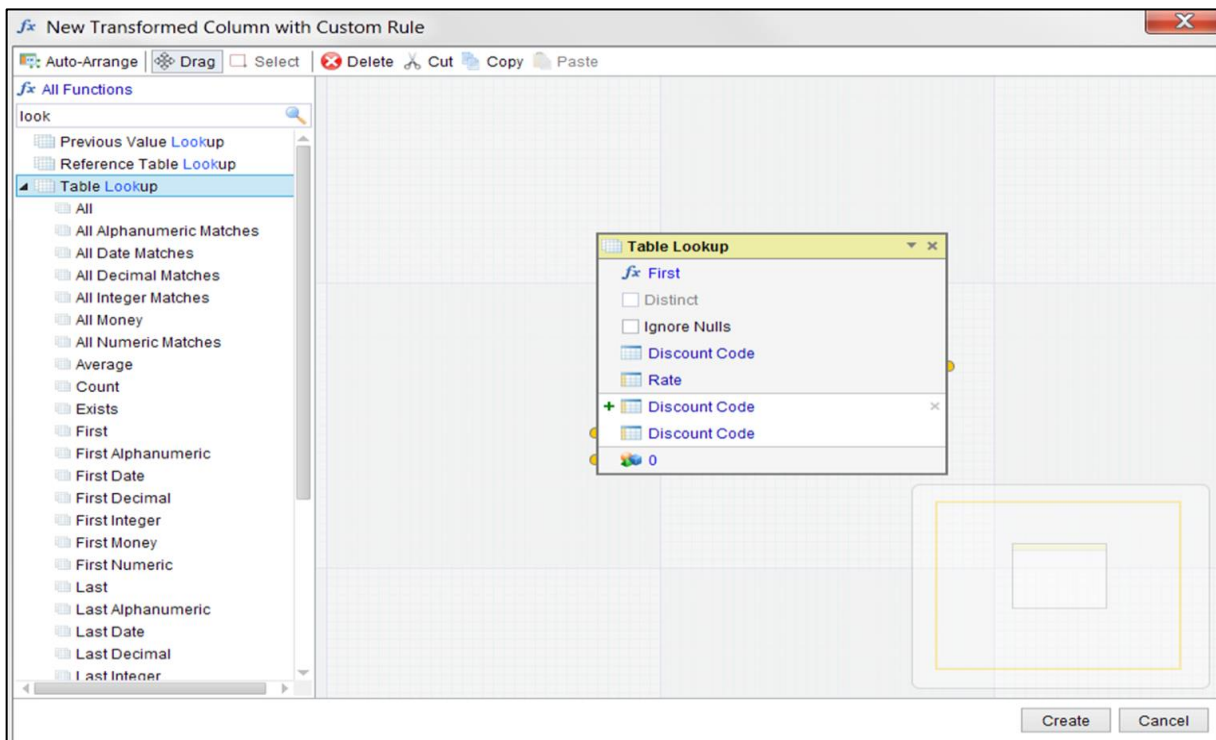 fx New Transformed Column with Custom Rule
Auto-Arrange Drag Select Delete Cut Copy Paste
fx All Functions
look
Previous Value Lookup
Reference Table Lookup
Table Lookup
All
All Alphanumeric Matches
All Date Matches
All Decimal Matches
All Integer Matches
All Money
All Numeric Matches
Average
Count
Exists
First
First Alphanumeric
First Date
First Decimal
First Integer
First Money
First Numeric
Last
Last Alphanumeric
Last Date
Last Decimal
Last Integer
Table Lookup
fx First
Distinct
Ignore Nulls
Discount Code
Rate
Discount Code
Discount Code
0
Create Cancel